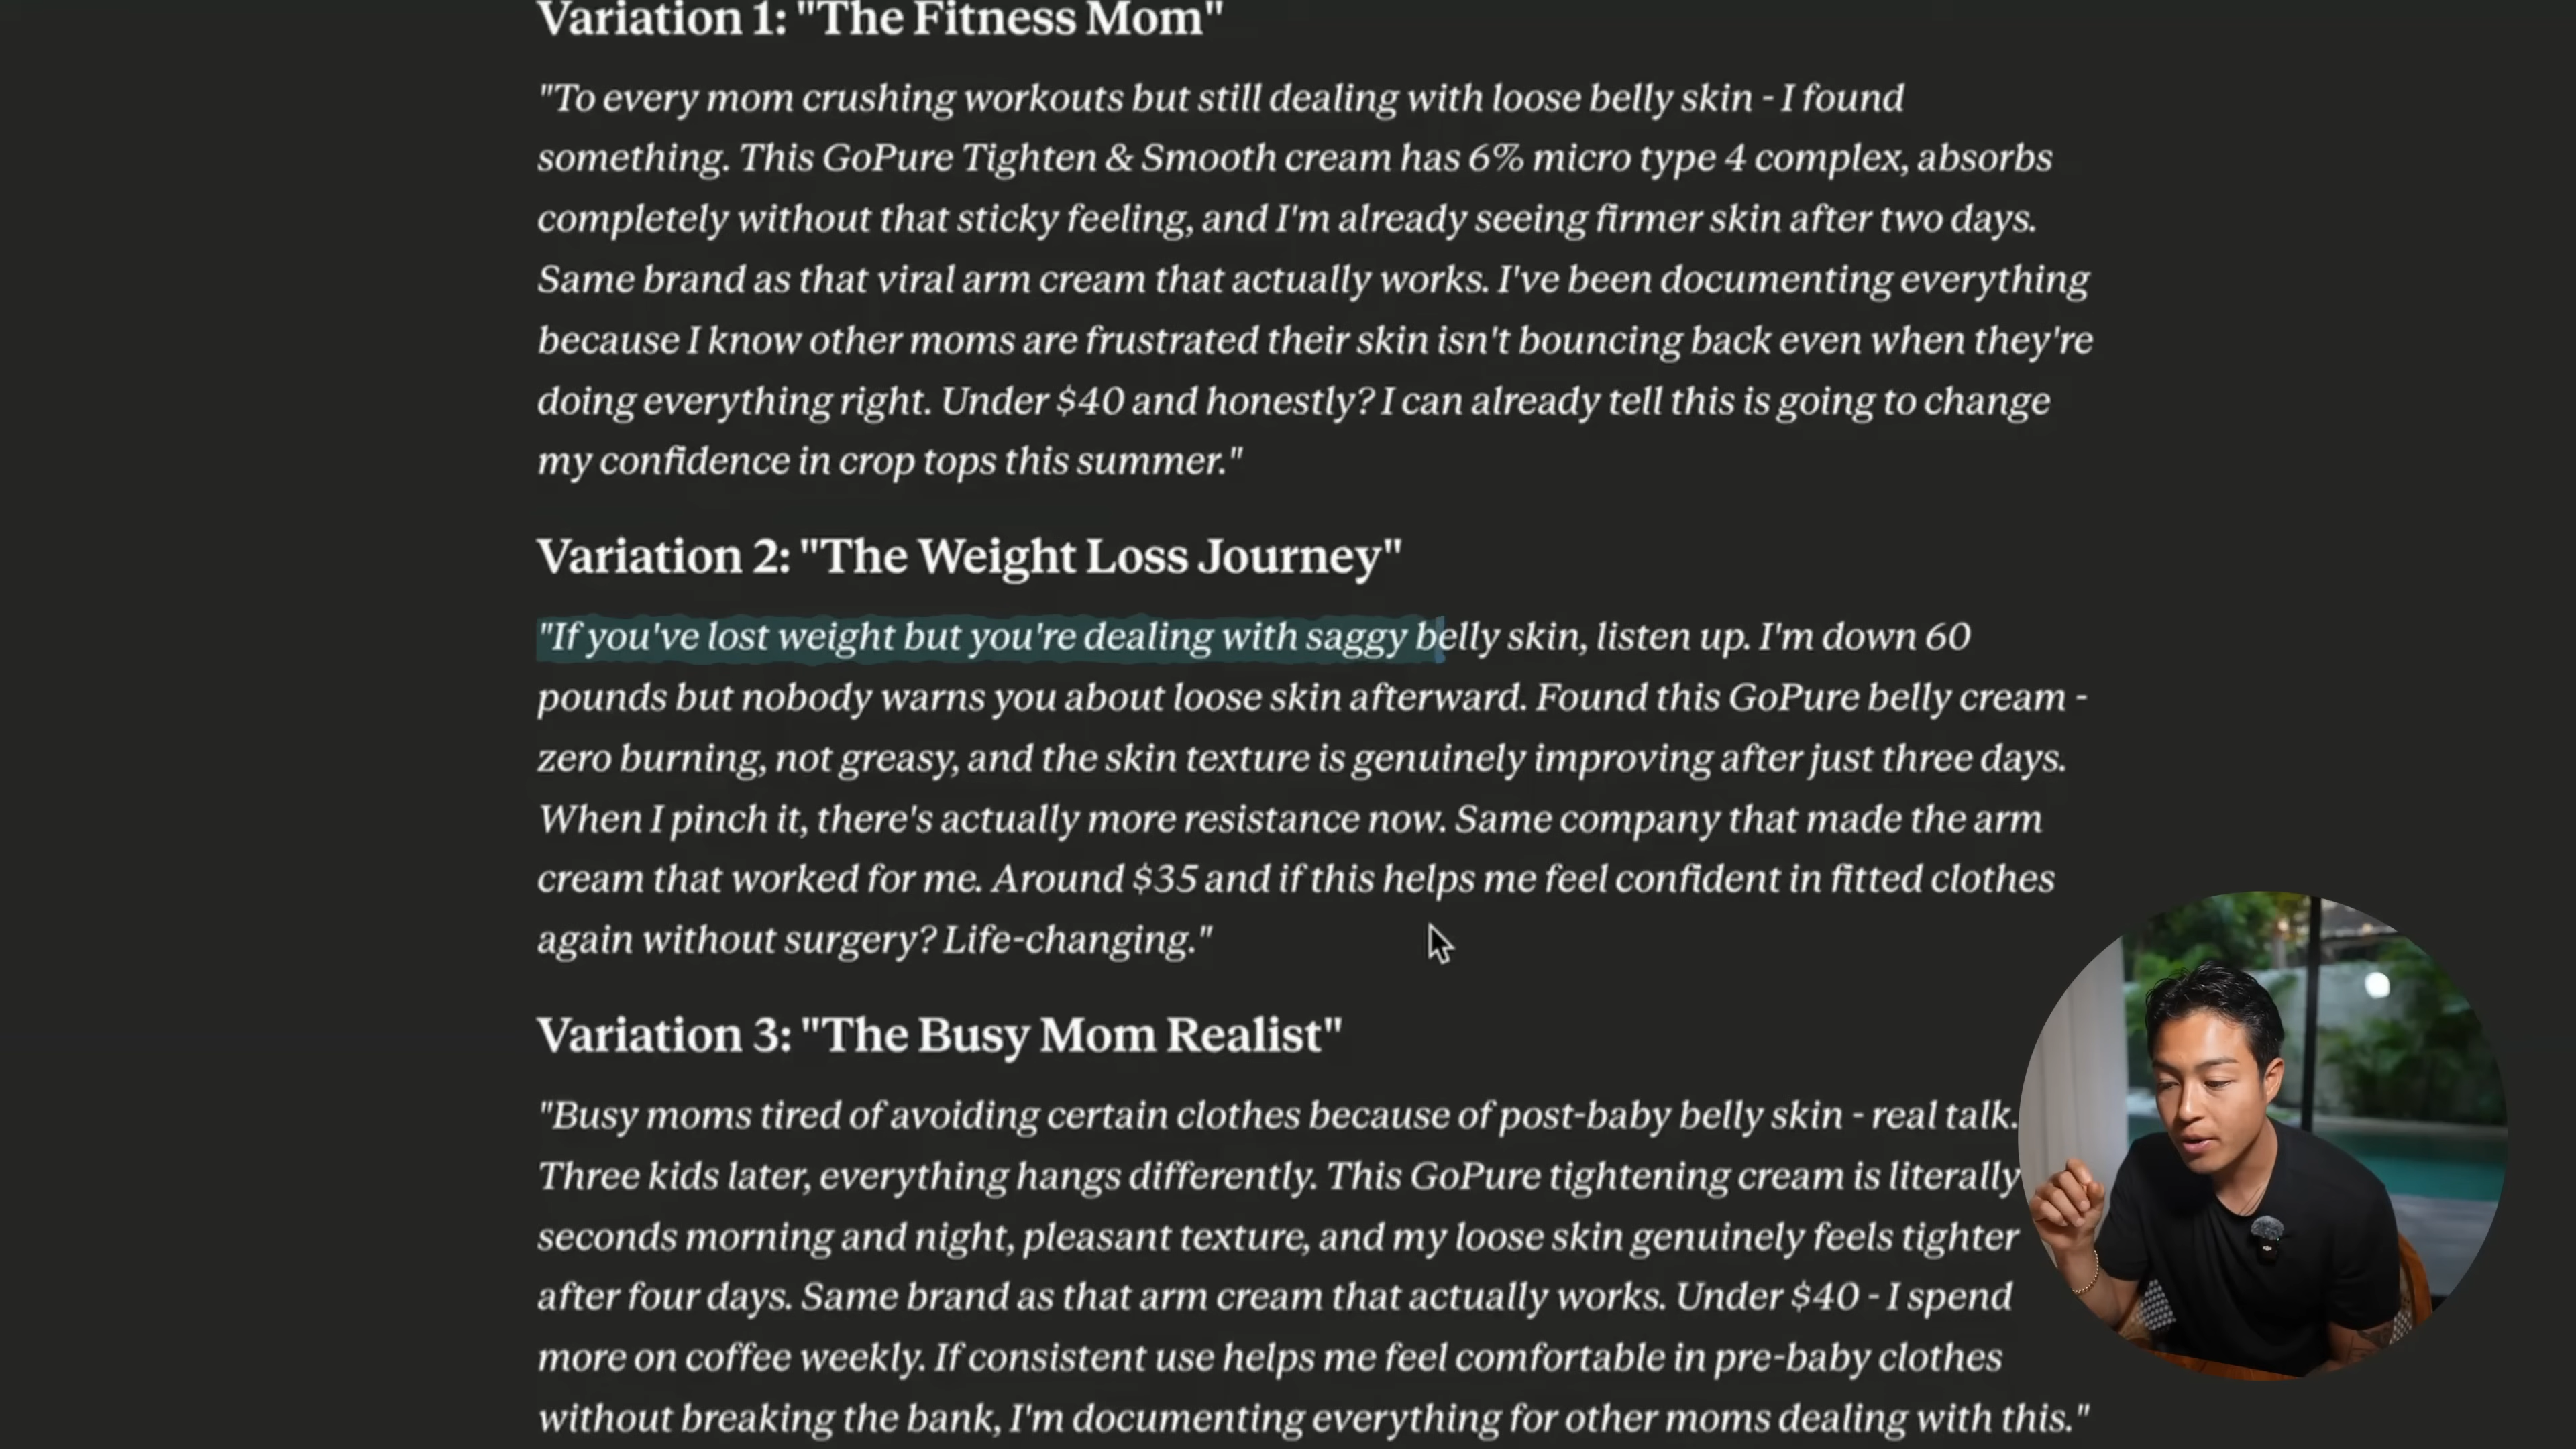 Variation 1: "The Fitness Mom"
"To every mom crushing workouts but still dealing with loose belly skin - I found
something. This GoPure Tighten & Smooth cream has 6% micro type 4 complex, absorbs
completely without that sticky feeling, and I'm already seeing firmer skin after two days.
Same brand as that viral arm cream that actually works. I've been documenting everything
because I know other moms are frustrated their skin isn't bouncing back even when they're
doing everything right. Under $40 and honestly? I can already tell this is going to change
my confidence in crop tops this summer."
Variation 2: "The Weight Loss Journey"
"If you've lost weight but you're dealing with saggy belly skin, listen up. I'm down 60
pounds but nobody warns you about loose skin afterward. Found this GoPure belly cream -
zero burning, not greasy, and the skin texture is genuinely improving after just three days.
When I pinch it, there's actually more resistance now. Same company that made the arm
cream that worked for me. Around $35 and if this helps me feel confident in fitted clothes
again without surgery? Life-changing."
Variation 3: "The Busy Mom Realist"
"Busy moms tired of avoiding certain clothes because of post-baby belly skin - real talk.
Three kids later, everything hangs differently. This GoPure tightening cream is literally
seconds morning and night, pleasant texture, and my loose skin genuinely feels tighter
after four days. Same brand as that arm cream that actually works. Under $40 - I spend
more on coffee weekly. If consistent use helps me feel comfortable in pre-baby clothes
without breaking the bank, I'm documenting everything for other moms dealing with this."